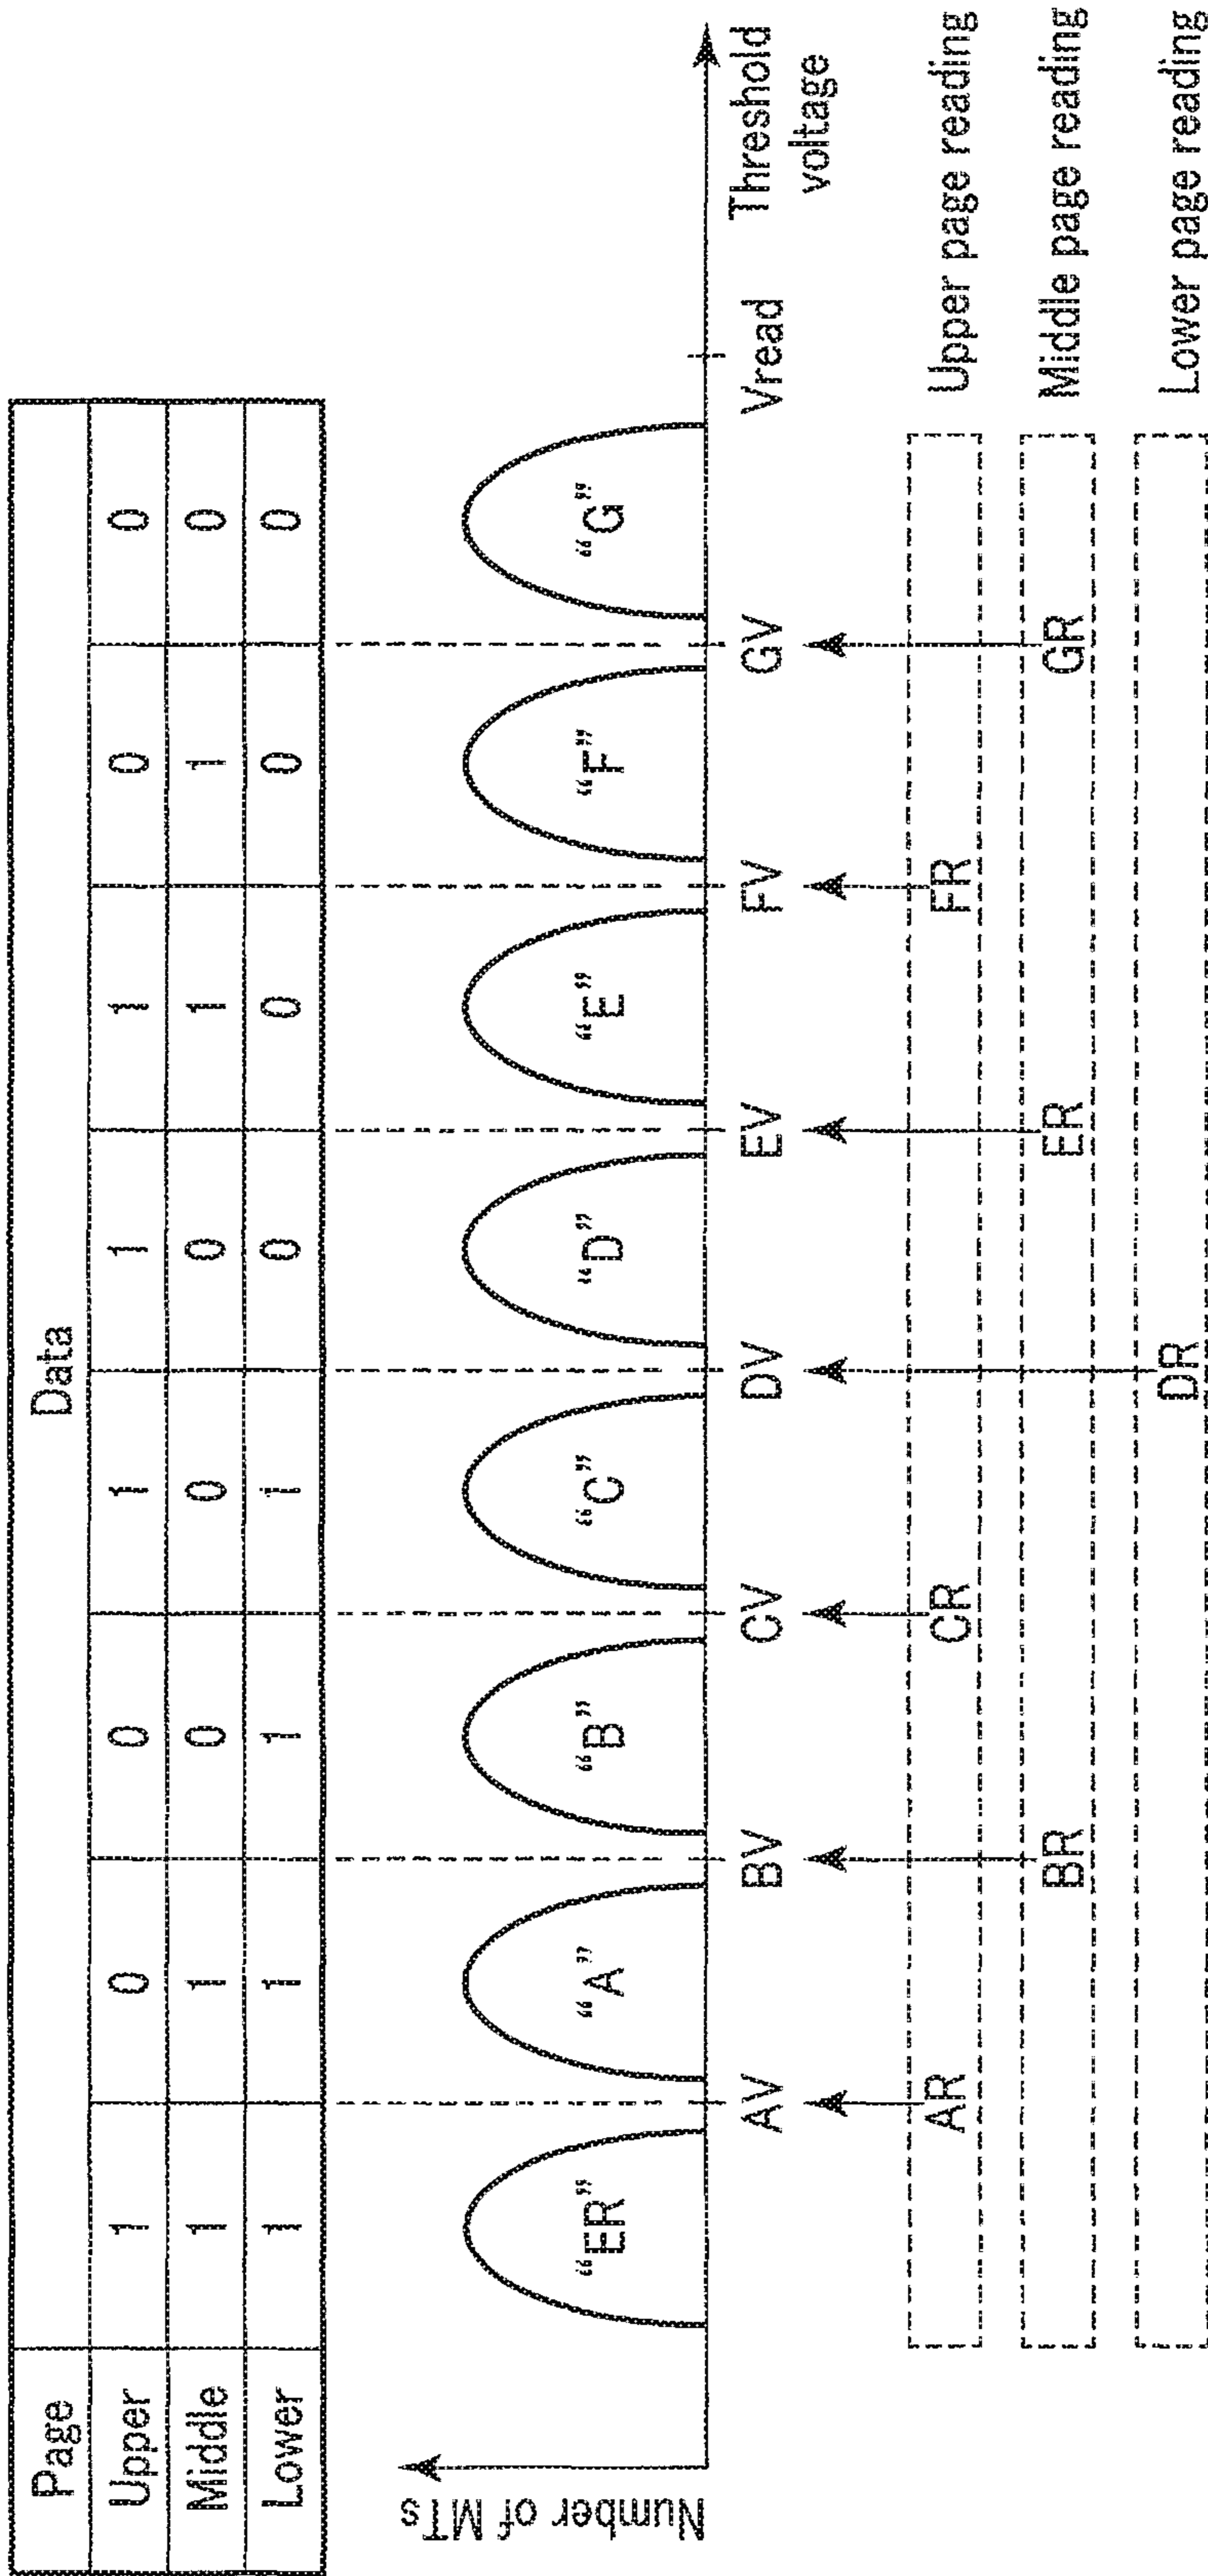 Page Data
Upper 1 0 0 1 1 1 0 0
Middle 1 1 0 0 0 1 1 0
Lower 1 1 1 1 0 0 0 0
Number of MTs
“ER” “A” “B” “C” “D” “E” “F” “G”
AV BV CV DV EV FV GV Vread Threshold
voltage
AR CR FR Upper page reading
BR ER GR Middle page reading
DR Lower page reading